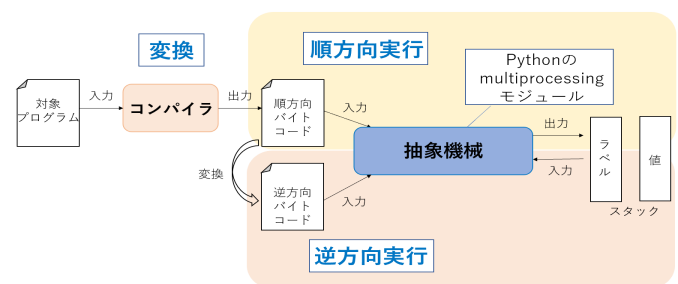 変換
順方向実行
Pythonの
multiprocessing
モジュール
対象
プログラム
入力
コンパイラ
出力
順方向
バイト
コード
入力
抽象機械
出力
入力
ラベル
値
スタック
変換
逆方向
バイト
コード
入力
逆方向実行